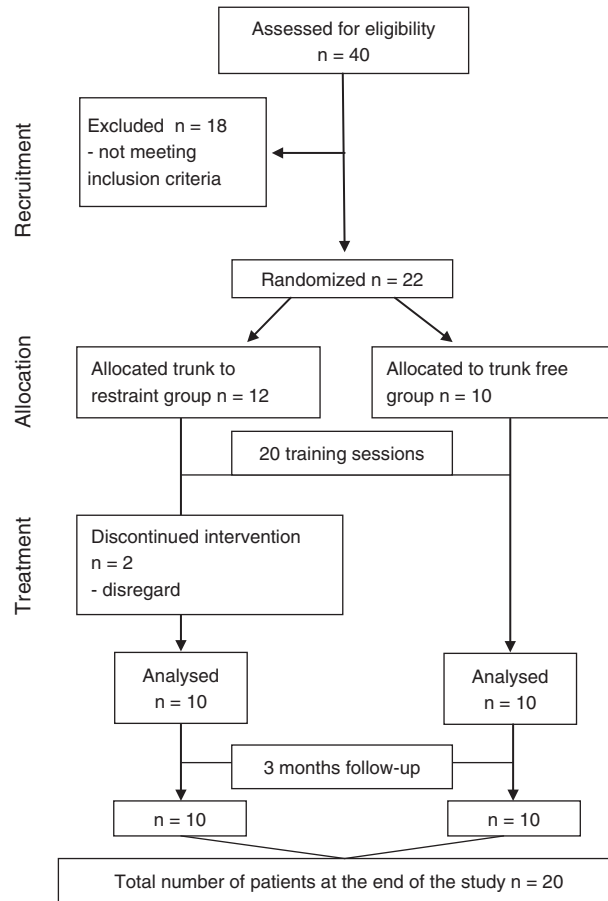 Assessed for eligibility
n = 40
Recruitment
Excluded n = 18
- not meeting
inclusion criteria
Randomized n = 22
Allocation
Allocated trunk to
restraint group n = 12
Allocated to trunk free
group n = 10
20 training sessions
Treatment
Discontinued intervention
n = 2
- disregard
Analysed
n = 10
Analysed
n = 10
3 months follow-up
n = 10
n = 10
Total number of patients at the end of the study n = 20